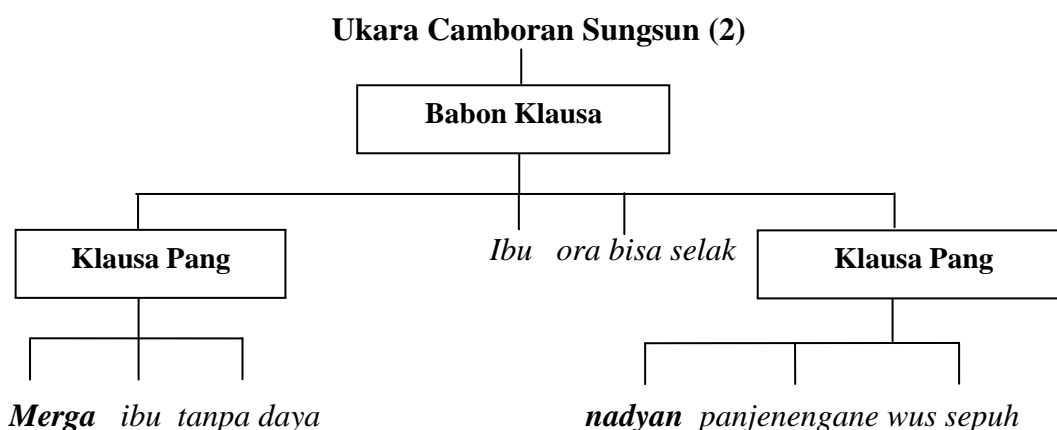 Ukara Camboran Sungsun (2)
Babon Klausa
Klausa Pang
Ibu ora bisa selak
Klausa Pang
Merga ibu tanpa daya
nadyan panjenengane wus sepuh